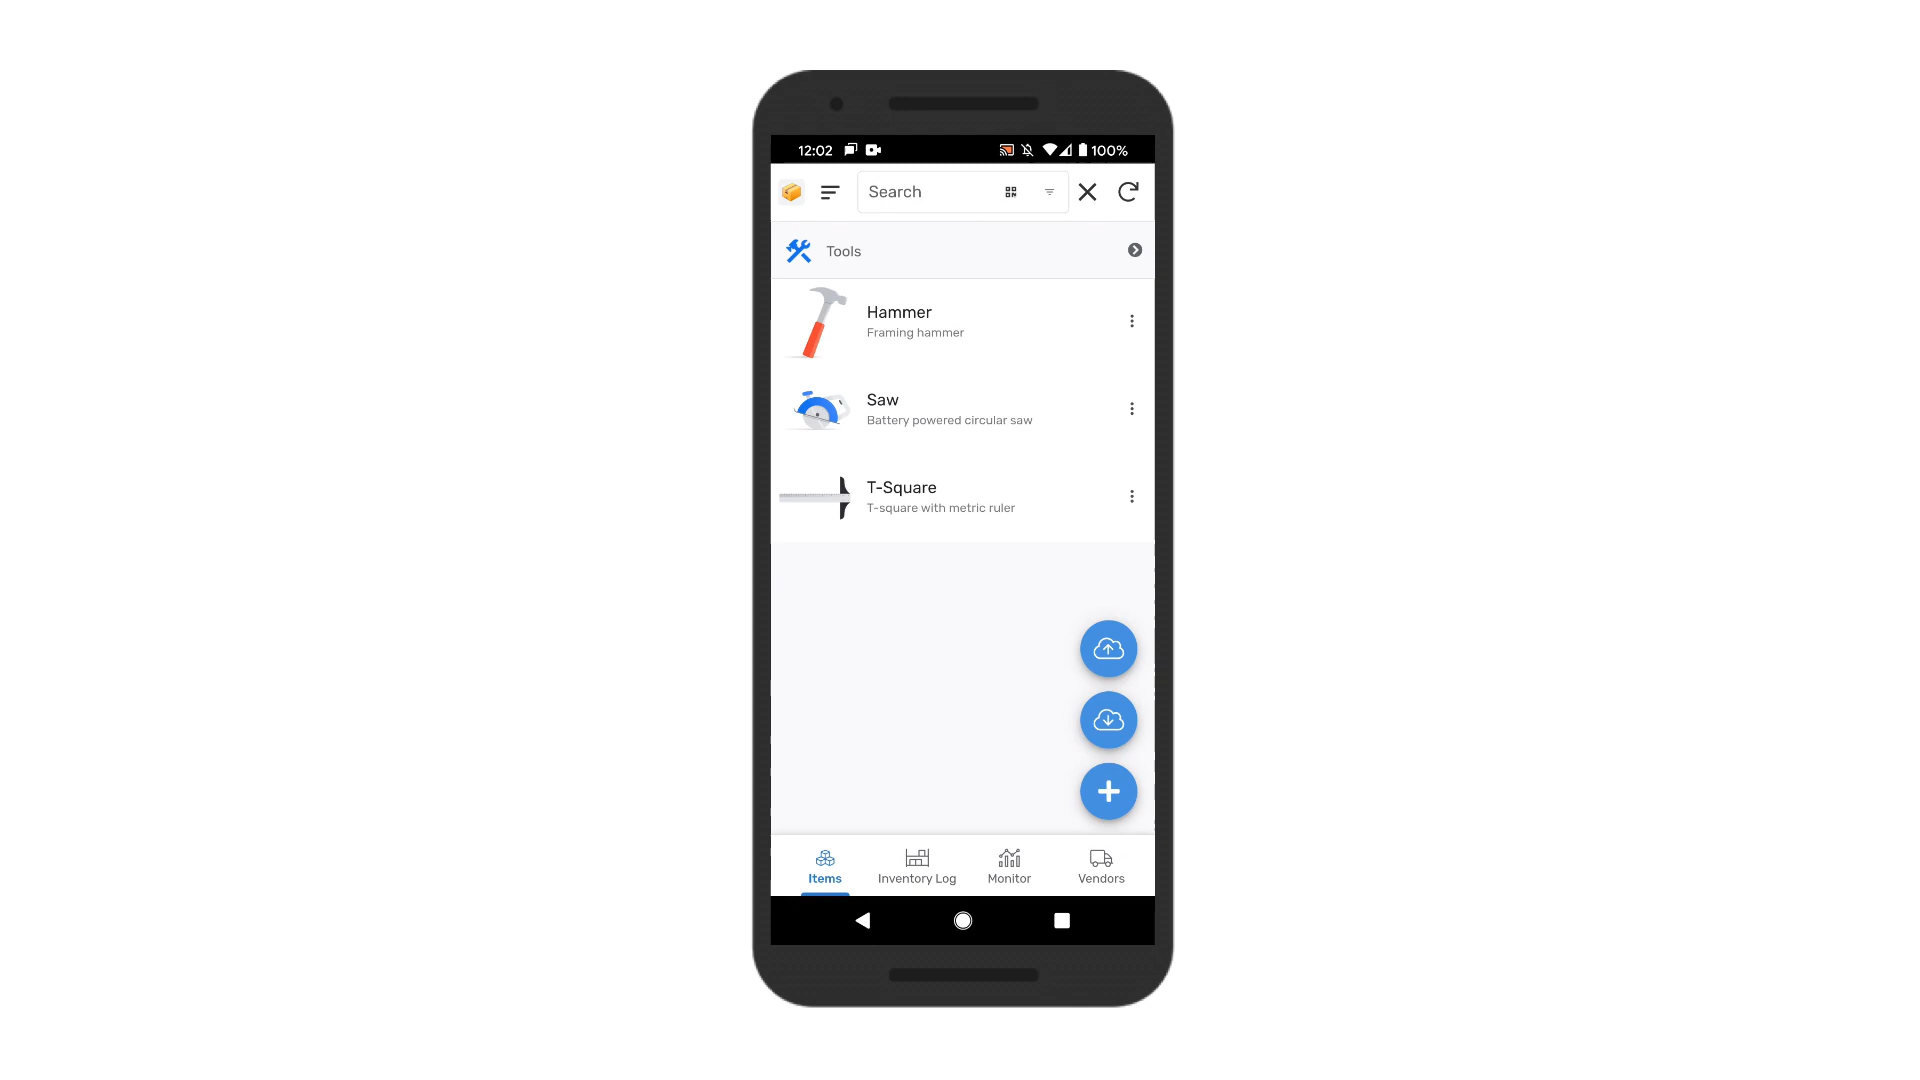 12:02 100%
Search
Tools
Hammer
Framing hammer
Saw
Battery powered circular saw
T-Square
T-square with metric ruler
Items Inventory Log Monitor Vendors